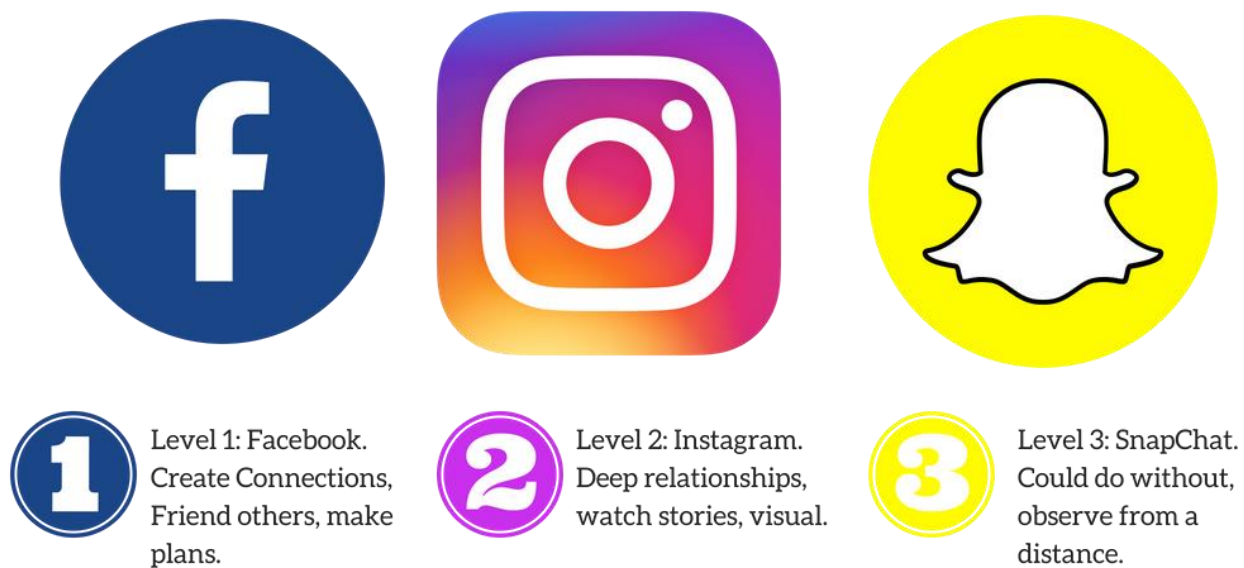 f
1
Level 1: Facebook.
Create Connections,
Friend others, make
plans.
2
Level 2: Instagram.
Deep relationships,
watch stories, visual.
3
Level 3: SnapChat.
Could do without,
observe from a
distance.